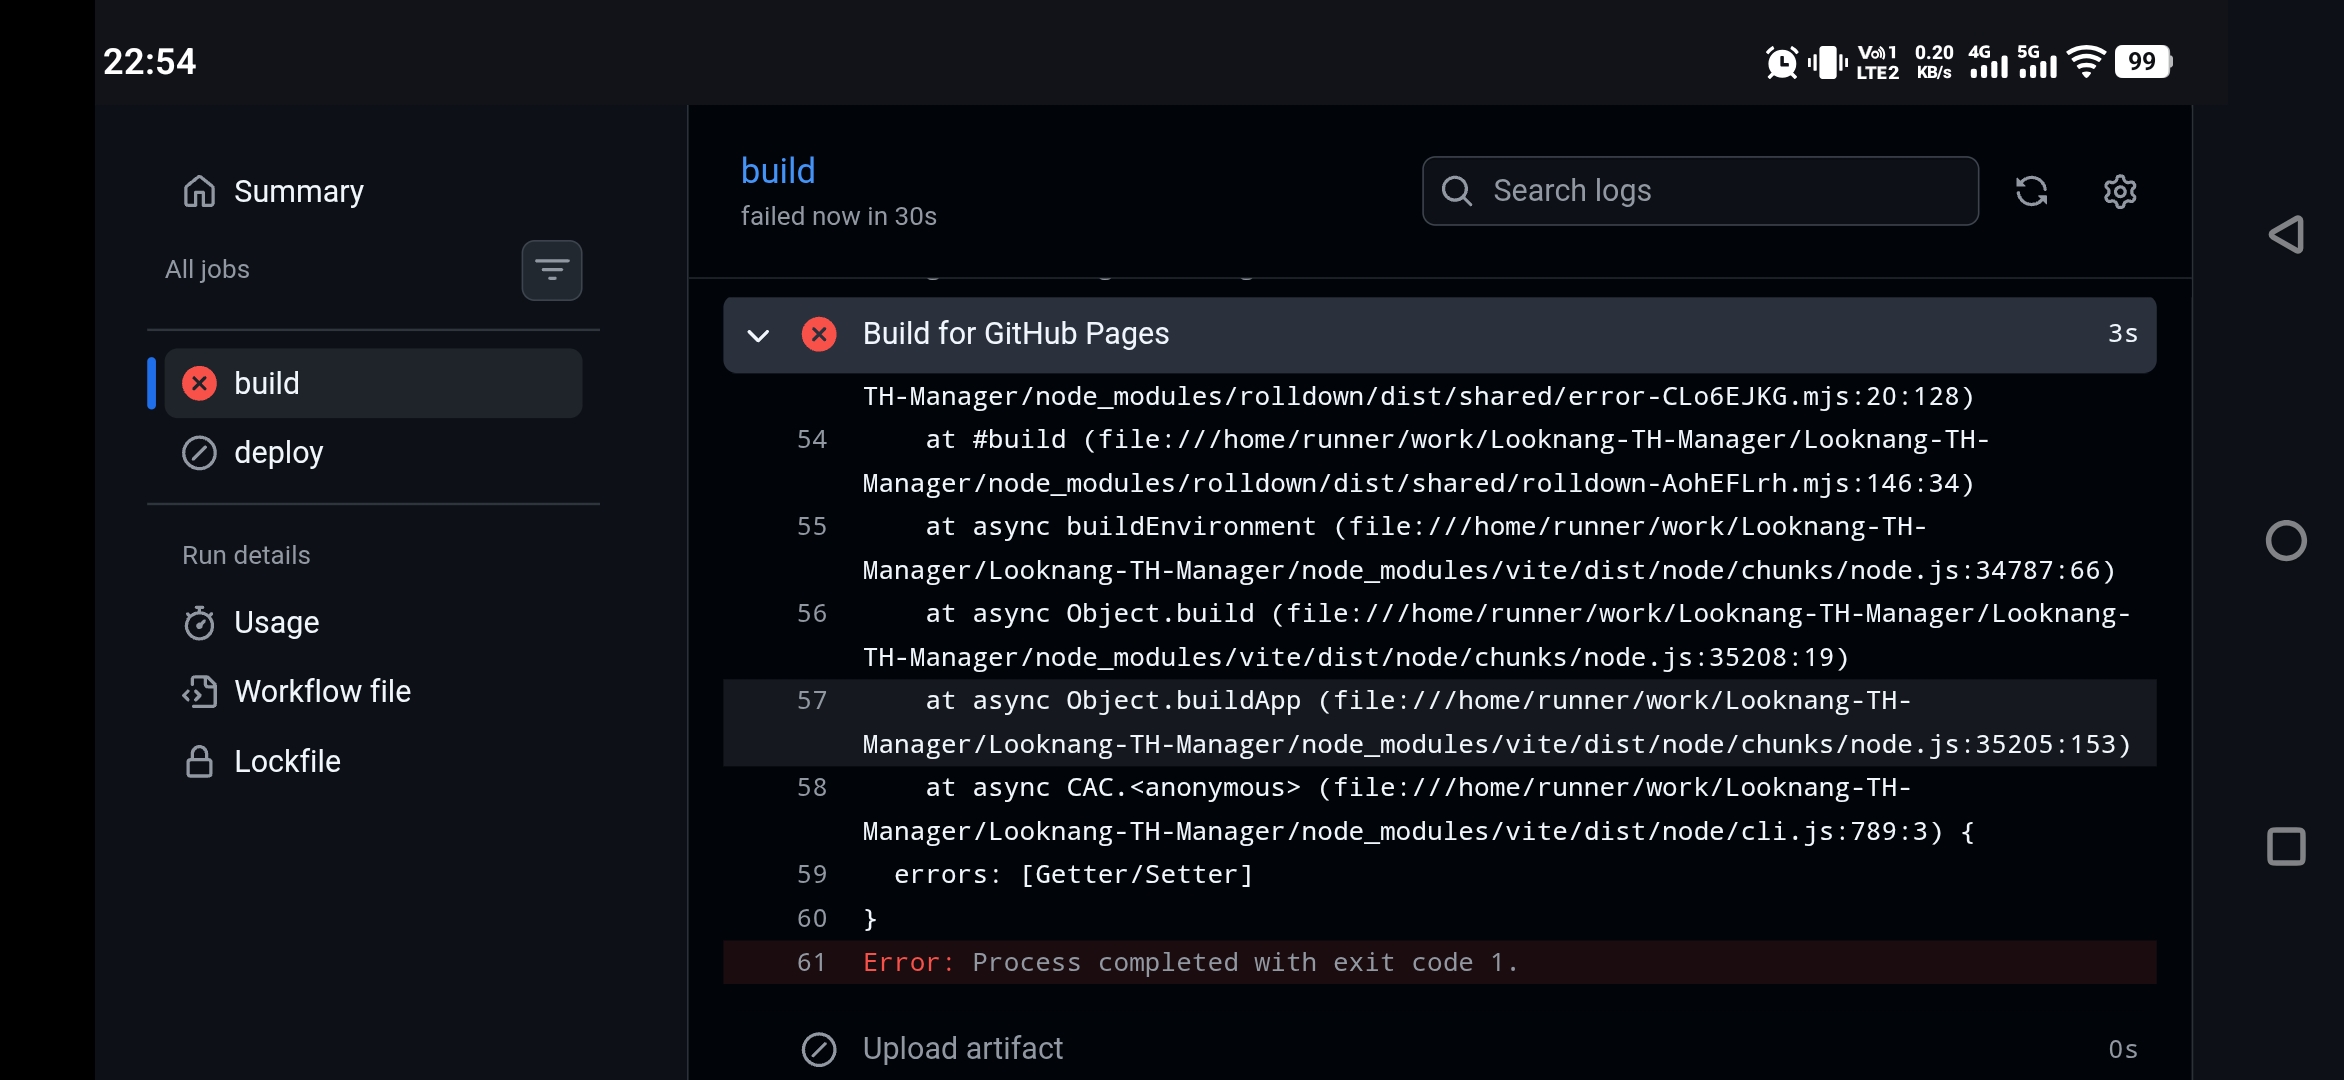 22:54
Vo 1
LTE2
0.20
KB/s
4G
5G
99
Summary
All jobs
build
deploy
Run details
Usage
Workflow file
Lockfile
build
failed now in 30s
Search logs
Build for GitHub Pages 3s
TH-Manager/node_modules/rolldown/dist/shared/error-CLo6EJKG.mjs:20:128)
54 at #build (file:///home/runner/work/Looknang-TH-Manager/Looknang-TH-
Manager/node_modules/rolldown/dist/shared/rolldown-AohEFLrh.mjs:146:34)
55 at async buildEnvironment (file:///home/runner/work/Looknang-TH-
Manager/Looknang-TH-Manager/node_modules/vite/dist/node/chunks/node.js:34787:66)
56 at async Object.build (file:///home/runner/work/Looknang-TH-Manager/Looknang-
TH-Manager/node_modules/vite/dist/node/chunks/node.js:35208:19)
57 at async Object.buildApp (file:///home/runner/work/Looknang-TH-
Manager/Looknang-TH-Manager/node_modules/vite/dist/node/chunks/node.js:35205:153)
58 at async CAC.<anonymous> (file:///home/runner/work/Looknang-TH-
Manager/Looknang-TH-Manager/node_modules/vite/dist/node/cli.js:789:3) {
59 errors: [Getter/Setter]
60 }
61 Error: Process completed with exit code 1.
Upload artifact 0s